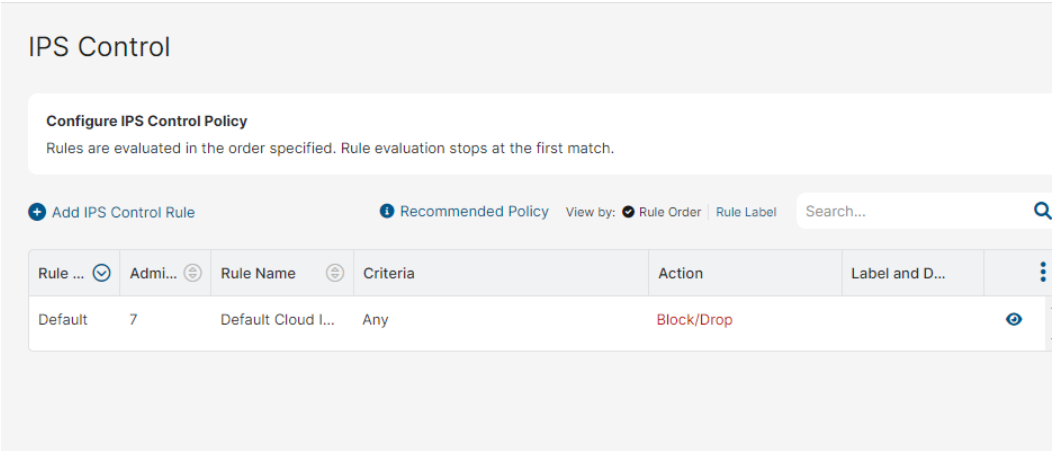 IPS Control
Configure IPS Control Policy
Rules are evaluated in the order specified. Rule evaluation stops at the first match.
Add IPS Control Rule Recommended Policy View by: Rule Order Rule Label Search...
Rule ... Admi... Rule Name Criteria Action Label and D...
Default 7 Default Cloud I... Any Block/Drop